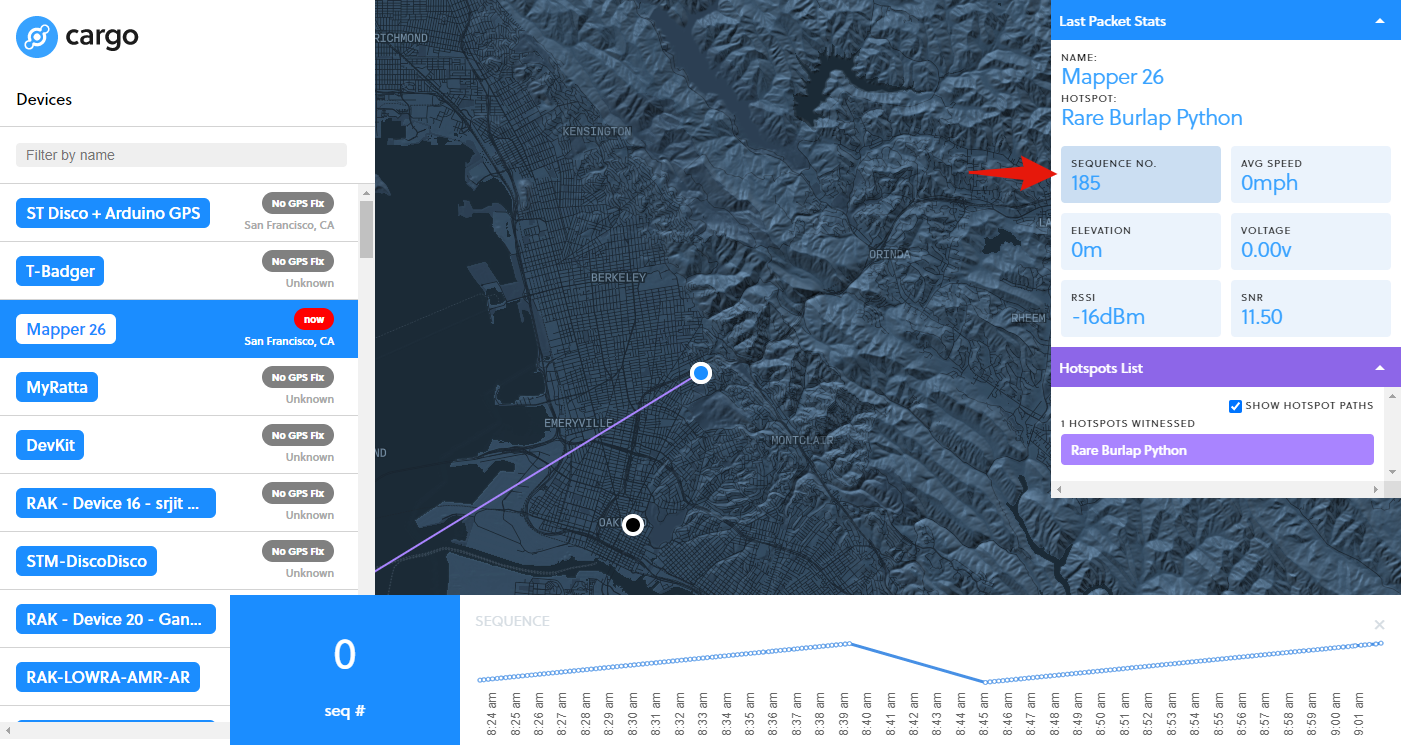 cargo
Devices
Filter by name
ST Disco + Arduino GPS
No GPS Fix
San Francisco, CA
T-Badger
No GPS Fix
Unknown
Mapper 26
now
San Francisco, CA
MyRatta
No GPS Fix
Unknown
DevKit
No GPS Fix
Unknown
RAK - Device 16 - srjit ...
No GPS Fix
Unknown
STM-DiscoDisco
No GPS Fix
Unknown
RAK - Device 20 - Gan...
RAK-LOWRA-AMR-AR
RICHMOND
KENSINGTON
BERKELEY
ORINDA
RHEEM
EMERYVILLE
MONTCLAIR
Last Packet Stats
NAME:
Mapper 26
HOTSPOT:
Rare Burlap Python
SEQUENCE NO.
185
AVG SPEED
0mph
ELEVATION
0m
VOLTAGE
0.00v
RSSI
-16dBm
SNR
11.50
Hotspots List
SHOW HOTSPOT PATHS
1 HOTSPOTS WITNESSED
Rare Burlap Python
0
seq #
SEQUENCE
8:24 am
8:25 am
8:26 am
8:27 am
8:28 am
8:29 am
8:30 am
8:31 am
8:32 am
8:33 am
8:34 am
8:35 am
8:36 am
8:37 am
8:38 am
8:39 am
8:41 am
8:42 am
8:43 am
8:44 am
8:45 am
8:46 am
8:47 am
8:48 am
8:49 am
8:50 am
8:51 am
8:52 am
8:53 am
8:54 am
8:55 am
8:56 am
8:57 am
8:58 am
8:59 am
9:00 am
9:01 am